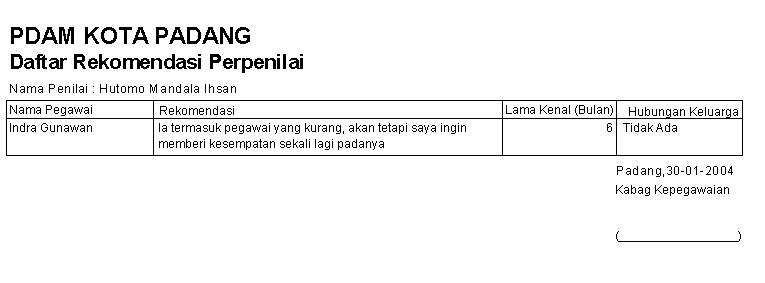 PDAM KOTA PADANG
Daftar Rekomendasi Perpenilai
Nama Penilai : Hutomo Mandala Ihsan
Nama Pegawai Rekomendasi Lama Kenal (Bulan) Hubungan Keluarga
Indra Gunawan Ia termasuk pegawai yang kurang, akan tetapi saya ingin 6 Tidak Ada
memberi kesempatan sekali lagi padanya
Padang,30-01-2004
Kabag Kepegawaian
(____________________)